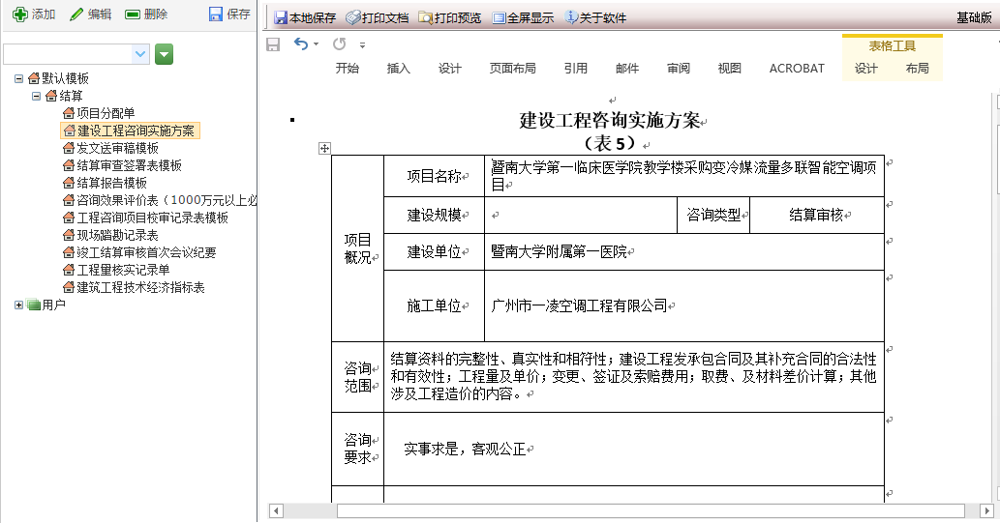 添加 编辑 删除 保存
默认模板
结算
项目分配单
建设工程咨询实施方案
发文送审稿模板
结算审查签署表模板
结算报告模板
咨询效果评价表（1000万元以上必
工程咨询项目校审记录表模板
现场踏勘记录表
竣工结算审核首次会议纪要
工程量核实记录单
建筑工程技术经济指标表
用户
本地保存 打印文档 打印预览 全屏显示 关于软件 基础版
表格工具
开始 插入 设计 页面布局 引用 邮件 审阅 视图 ACROBAT 设计 布局
建设工程咨询实施方案
（表 5）
项目
概况
项目名称
暨南大学第一临床医学院教学楼采购变冷媒流量多联智能空调项
目
建设规模
咨询类型
结算审核
建设单位
暨南大学附属第一医院
施工单位
广州市一凌空调工程有限公司
咨询
范围
结算资料的完整性、真实性和相符性；建设工程发承包合同及其补充合同的合法性
和有效性；工程量及单价；变更、签证及索赔费用；取费、及材料差价计算；其他
涉及工程造价的内容。
咨询
要求
实事求是，客观公正